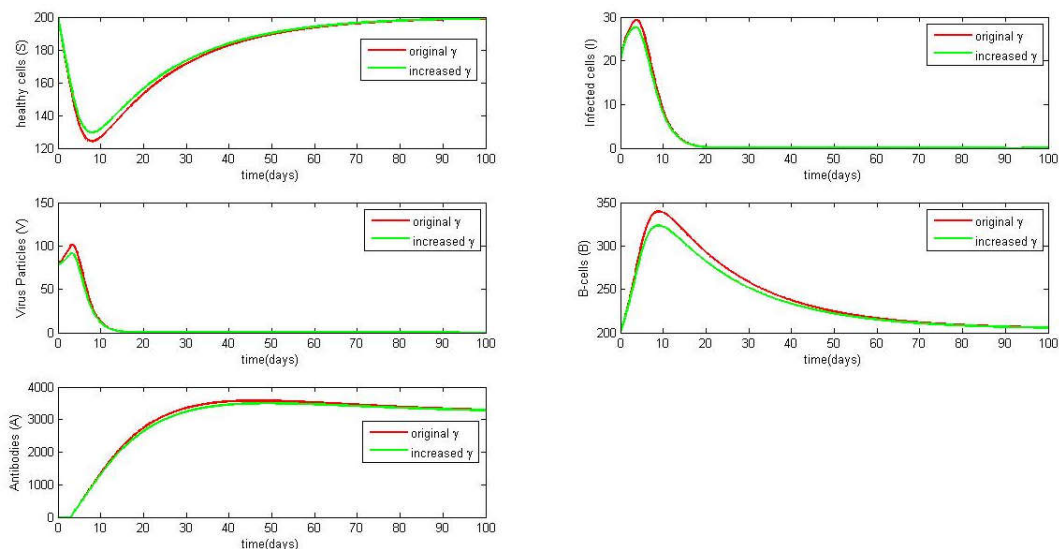 healthy cells (S)
200
180
160
140
120
0 10 20 30 40 50 60 70 80 90 100
time(days)
original γ
increased γ
Infected cells (I)
30
20
10
0
0 10 20 30 40 50 60 70 80 90 100
time(days)
original γ
increased γ
Virus Particles (V)
150
100
50
0
0 10 20 30 40 50 60 70 80 90 100
time(days)
original γ
increased γ
B-cells (B)
350
300
250
200
0 10 20 30 40 50 60 70 80 90 100
time(days)
original γ
increased γ
Antibodies (A)
4000
3000
2000
1000
0
0 10 20 30 40 50 60 70 80 90 100
time(days)
original γ
increased γ